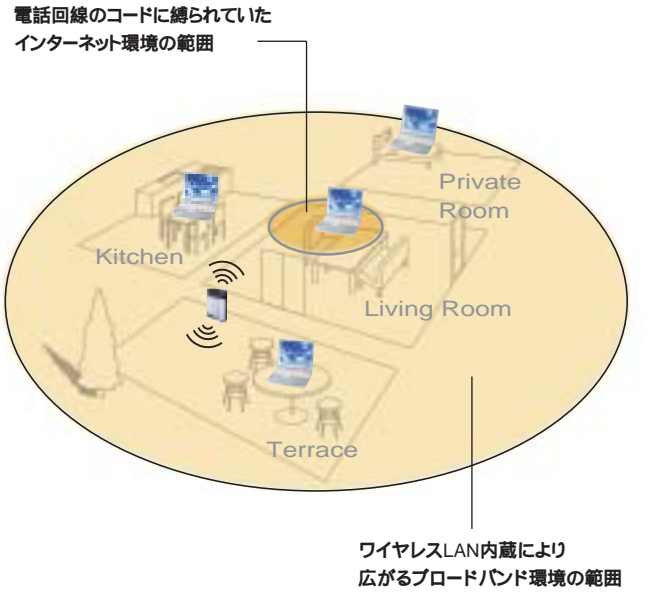 電話回線のコードに縛られていた
インターネット環境の範囲
Private
Room
Kitchen
Living Room
Terrace
ワイヤレスLAN内蔵により
広がるブロードバンド環境の範囲